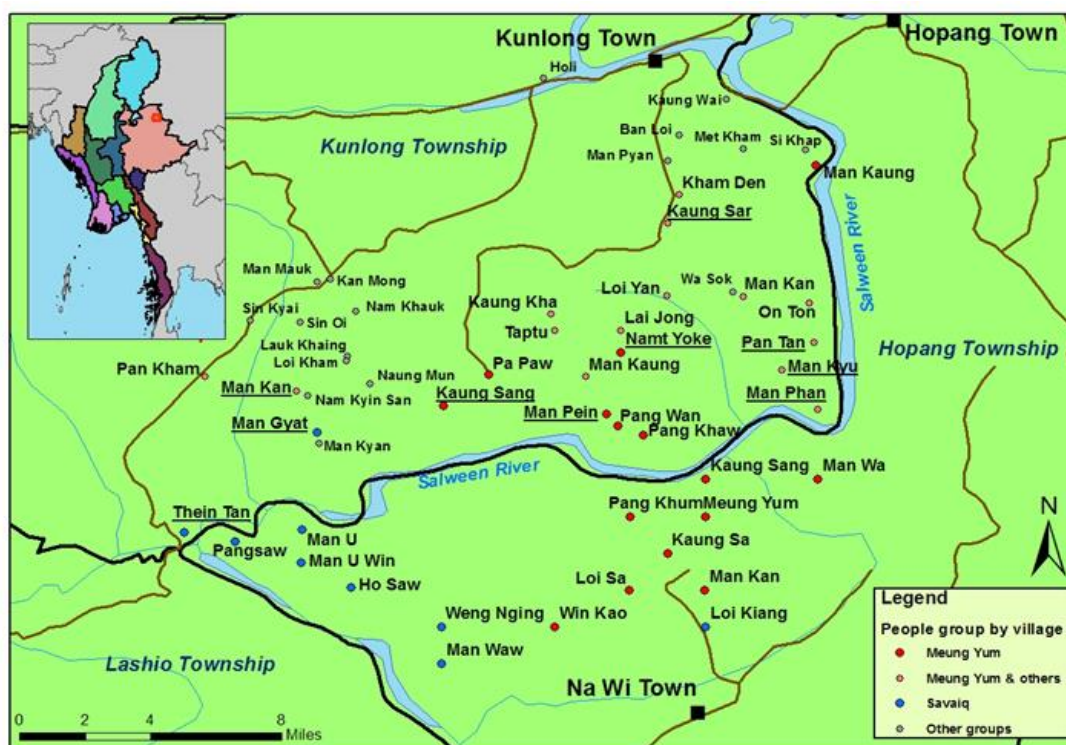 Kunlong Town
Hopang Town
Holi
Kaung Wai
Ban Loi
Met Kham
Si Khap
Kunlong Township
Man Pyan
Man Kaung
Kham Den
Kaung Sar
Salween River
Man Mauk
Kan Mong
Loi Yan
Wa Sok
Man Kan
Nam Khauk
Kaung Kha
On Ton
Sin Kyai
Sin Oi
Taptu
Lai Jong
Lauk Khaing
Namt Yoke
Pan Tan
Hopang Township
Loi Kham
Pan Kham
Pa Paw
Man Kaung
Man Kyu
Naung Mun
Man Kan
Nam Kyin San
Kaung Sang
Man Phan
Man Gyat
Man Pein
Pang Wan
Man Kyan
Pang Khaw
Salween River
Kaung Sang
Man Wa
Thein Tan
Pang Khum
Meung Yum
N
Pangsaw
Man U
Kaung Sa
Man U Win
Ho Saw
Loi Sa
Man Kan
Weng Nging
Win Kao
Loi Kiang
Man Waw
Lashio Township
Na Wi Town
Legend
People group by village
Meung Yum
Meung Yum & others
Savaiq
Other groups
0 2 4 8
Miles